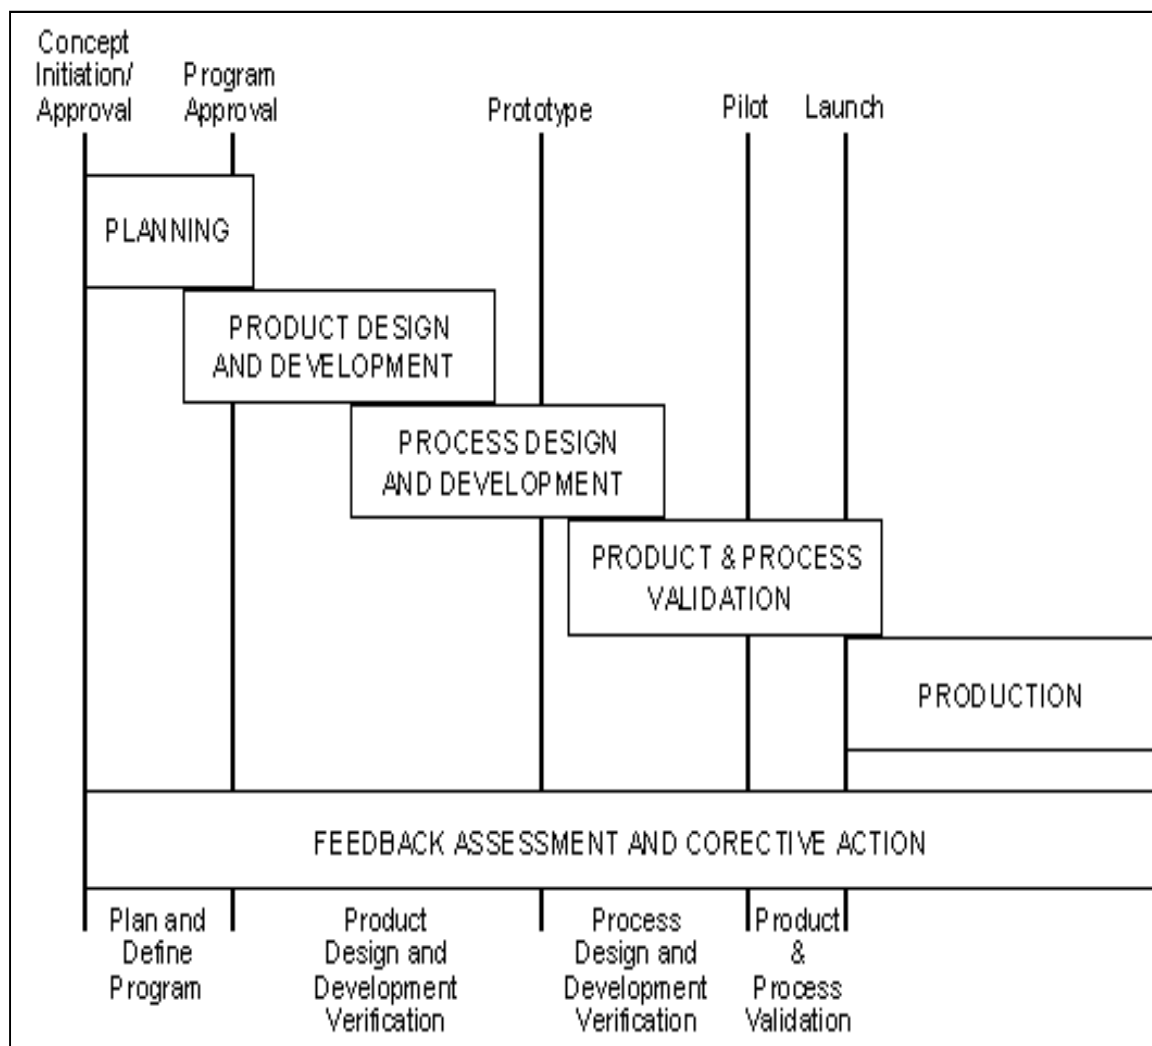 Concept
Initiation/
Approval
Program
Approval
Prototype
Pilot
Launch
PLANNING
PRODUCT DESIGN
AND DEVELOPMENT
PROCESS DESIGN
AND DEVELOPMENT
PRODUCT & PROCESS
VALIDATION
PRODUCTION
FEEDBACK ASSESSMENT AND CORECTIVE ACTION
Plan and
Define
Program
Product
Design and
Development
Verification
Process
Design and
Development
Verification
Product
&
Process
Validation